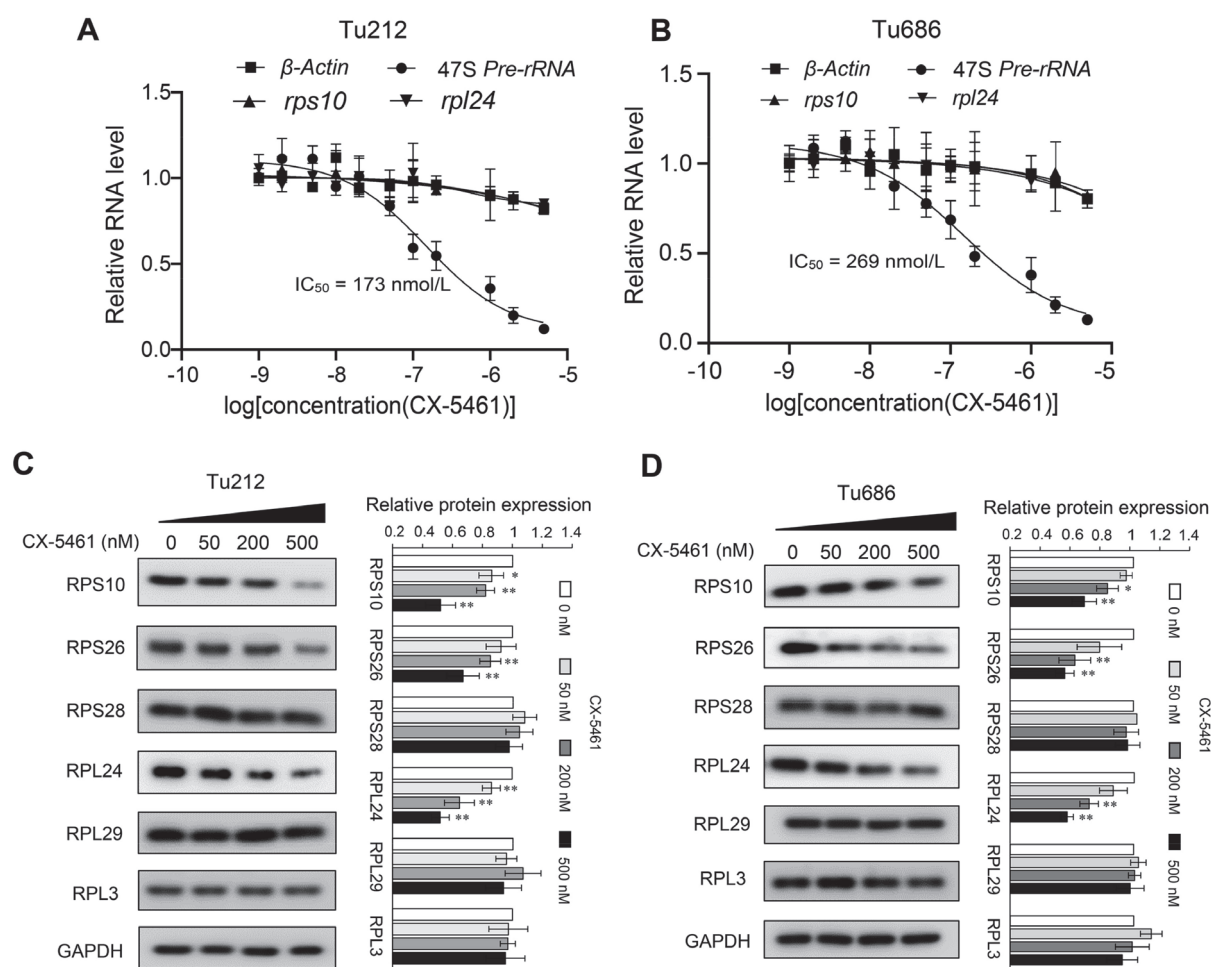 A
Tu212
β-Actin
47S Pre-rRNA
rps10
rpl24
Relative RNA level
1.5
1.0
0.5
0.0
IC₅₀ = 173 nmol/L
-10
-9
-8
-7
-6
-5
log[concentration(CX-5461)]
B
Tu686
β-Actin
47S Pre-rRNA
rps10
rpl24
Relative RNA level
1.5
1.0
0.5
0.0
IC₅₀ = 269 nmol/L
-10
-9
-8
-7
-6
-5
log[concentration(CX-5461)]
C
Tu212
CX-5461 (nM) 0 50 200 500
RPS10
RPS26
RPS28
RPL24
RPL29
RPL3
GAPDH
Relative protein expression
0.2 0.4 0.6 0.8 1 1.2 1.4
RPS10
*
**
**
RPS26
**
**
RPS28
RPL24
**
**
**
RPL29
RPL3
0 nM
50 nM
200 nM
500 nM
CX-5461
D
Tu686
CX-5461 (nM) 0 50 200 500
RPS10
RPS26
RPS28
RPL24
RPL29
RPL3
GAPDH
Relative protein expression
0.2 0.4 0.6 0.8 1 1.2 1.4
RPS10
*
**
RPS26
**
**
RPS28
RPL24
**
**
RPL29
RPL3
0 nM
50 nM
200 nM
500 nM
CX-5461